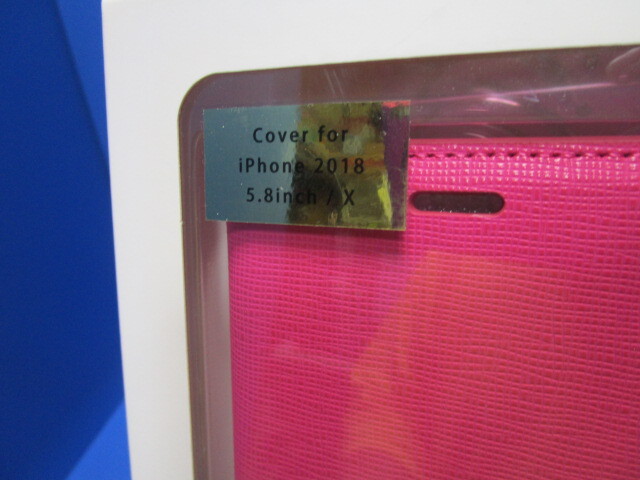 Cover for
iPhone 2018
5.8inch / X